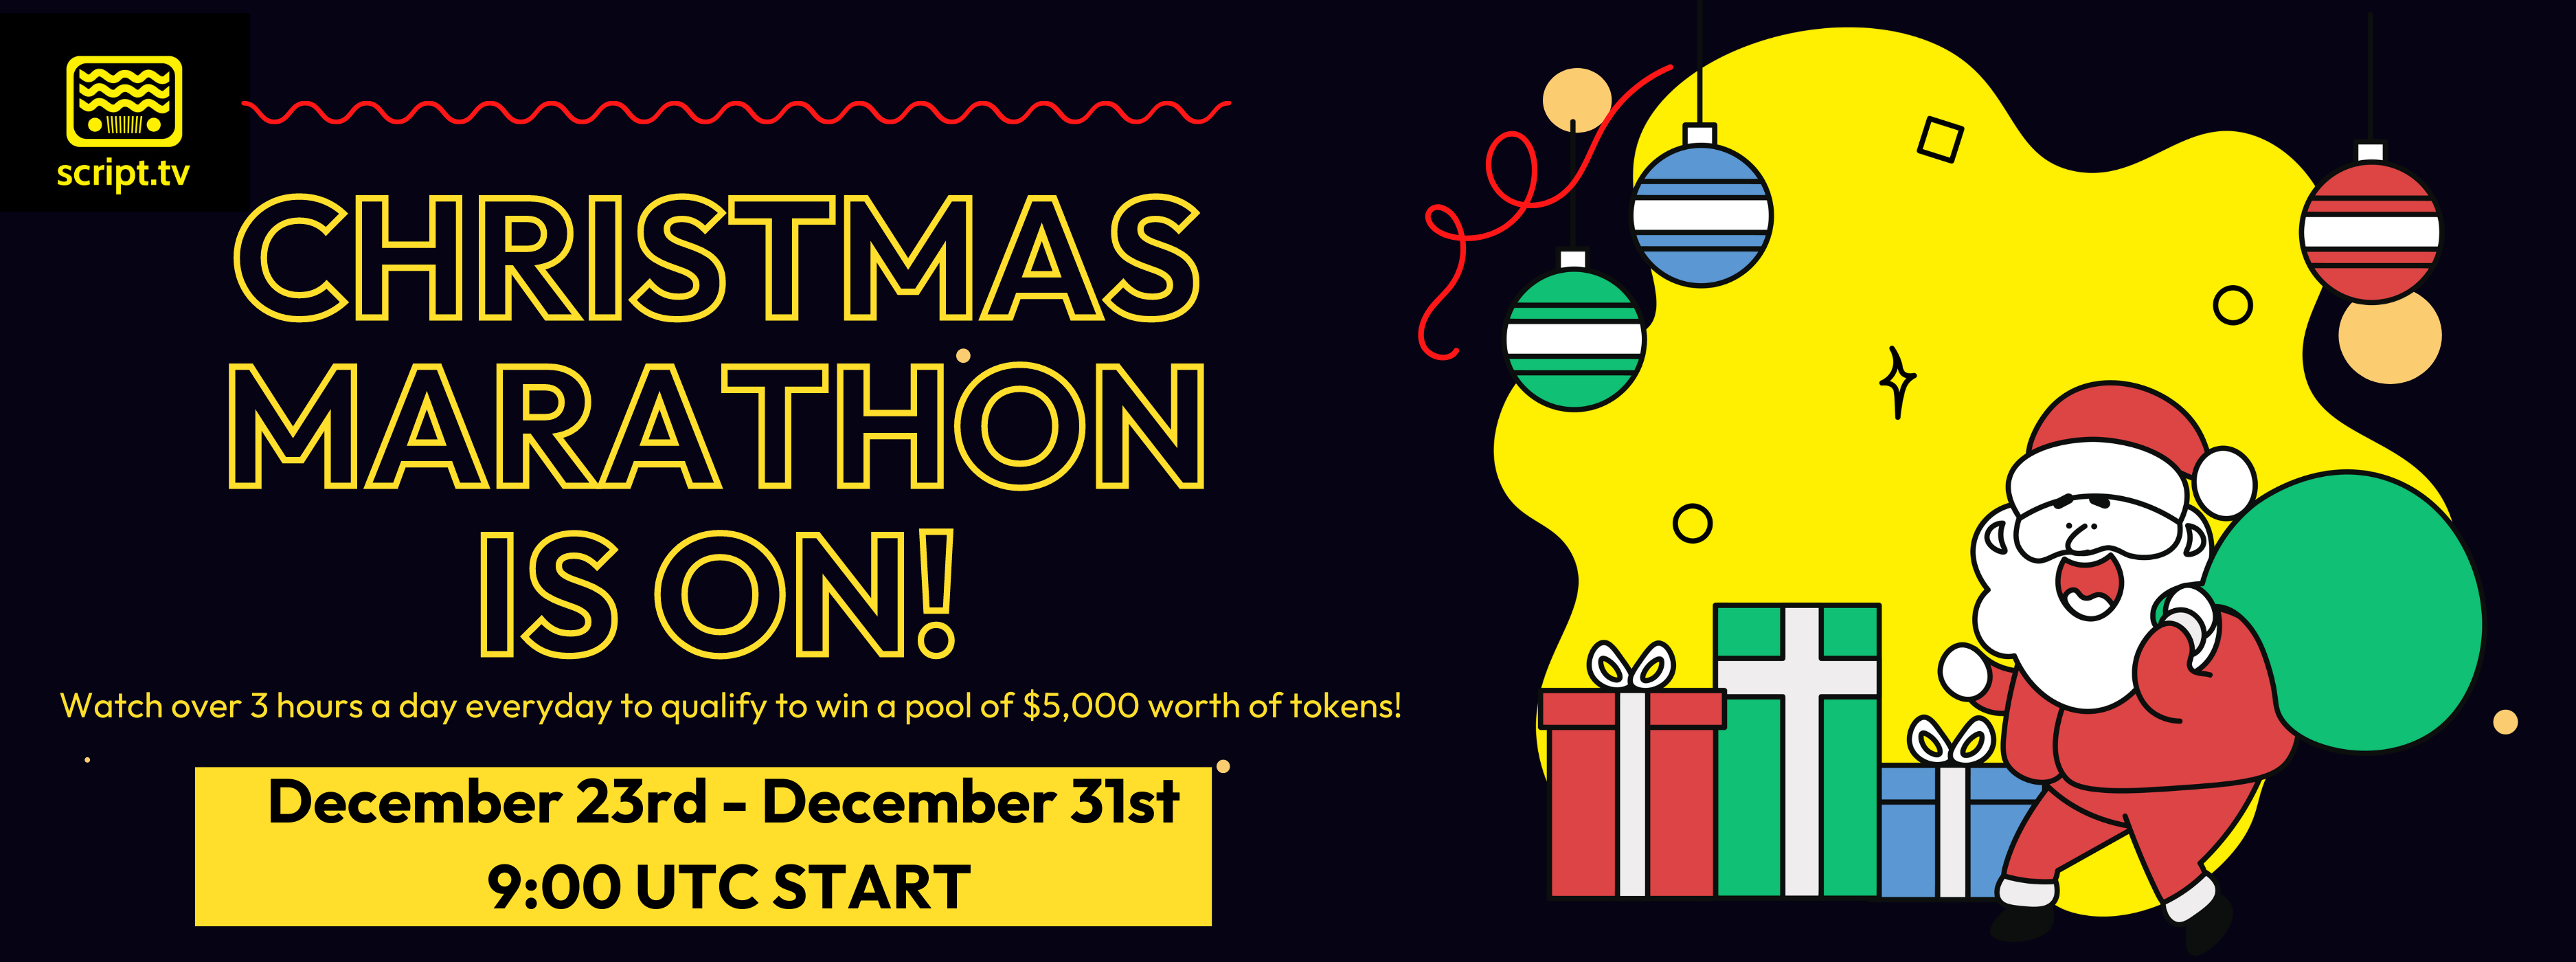 script.tv
CHRISTMAS
MARATHON
IS ON!
Watch over 3 hours a day everyday to qualify to win a pool of $5,000 worth of tokens!
December 23rd - December 31st
9:00 UTC START